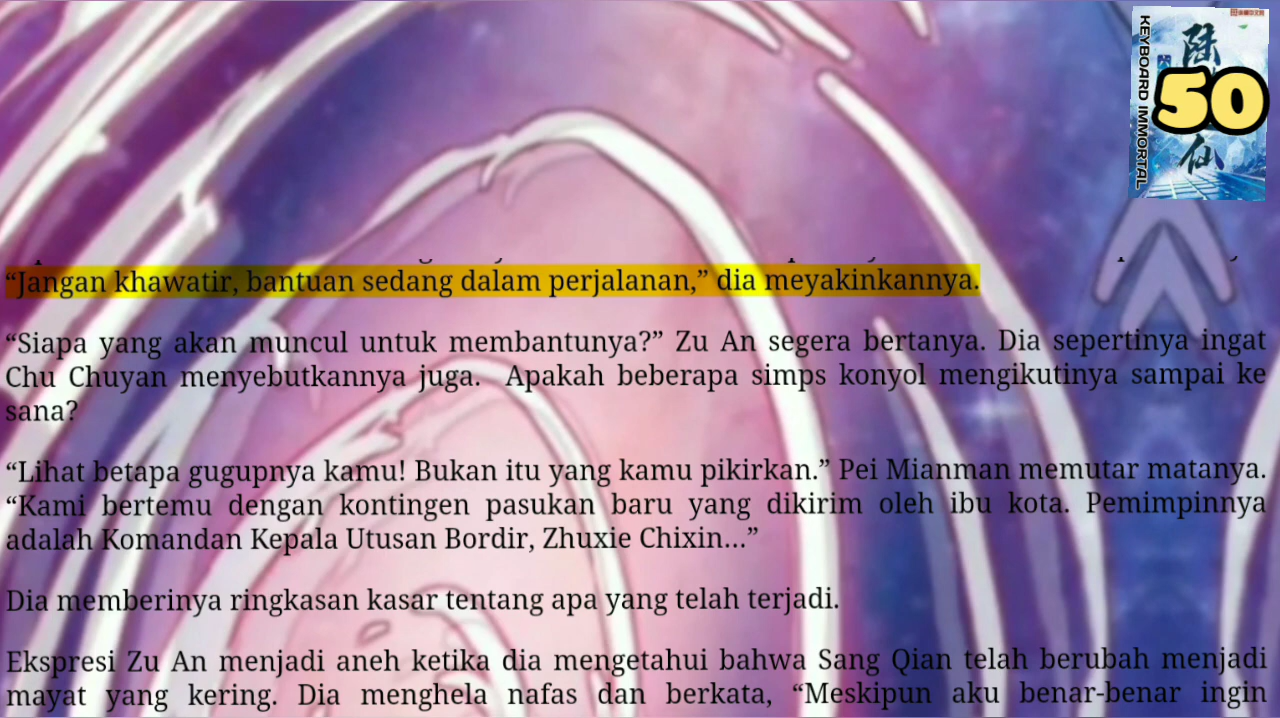 陆
仙
KEYBOARD IMMORTAL
50
“Jangan khawatir, bantuan sedang dalam perjalanan,” dia meyakinkannya.
“Siapa yang akan muncul untuk membantunya?” Zu An segera bertanya. Dia sepertinya ingat
Chu Chuyan menyebutkannya juga.  Apakah beberapa simps konyol mengikutinya sampai ke
sana?
“Lihat betapa gugupnya kamu! Bukan itu yang kamu pikirkan.” Pei Mianman memutar matanya.
“Kami bertemu dengan kontingen pasukan baru yang dikirim oleh ibu kota. Pemimpinnya
adalah Komandan Kepala Utusan Bordir, Zhuxie Chixin...”
Dia memberinya ringkasan kasar tentang apa yang telah terjadi.
Ekspresi Zu An menjadi aneh ketika dia mengetahui bahwa Sang Qian telah berubah menjadi
mayat yang kering. Dia menghela nafas dan berkata, “Meskipun aku benar-benar ingin